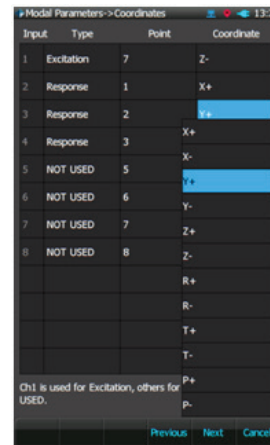 Modal Parameters->Coordinates 13:
Input Type Point Coordinate
1 Excitation 7 Z-
2 Response 1 X+
3 Response 2 Y+
4 Response 3
5 NOT USED 5
6 NOT USED 6
7 NOT USED 7
8 NOT USED 8
X+
X-
Y+
Y-
Z+
Z-
R+
R-
T+
T-
P+
P-
Ch1 is used for Excitation, others for
USED.
Previous Next Cance